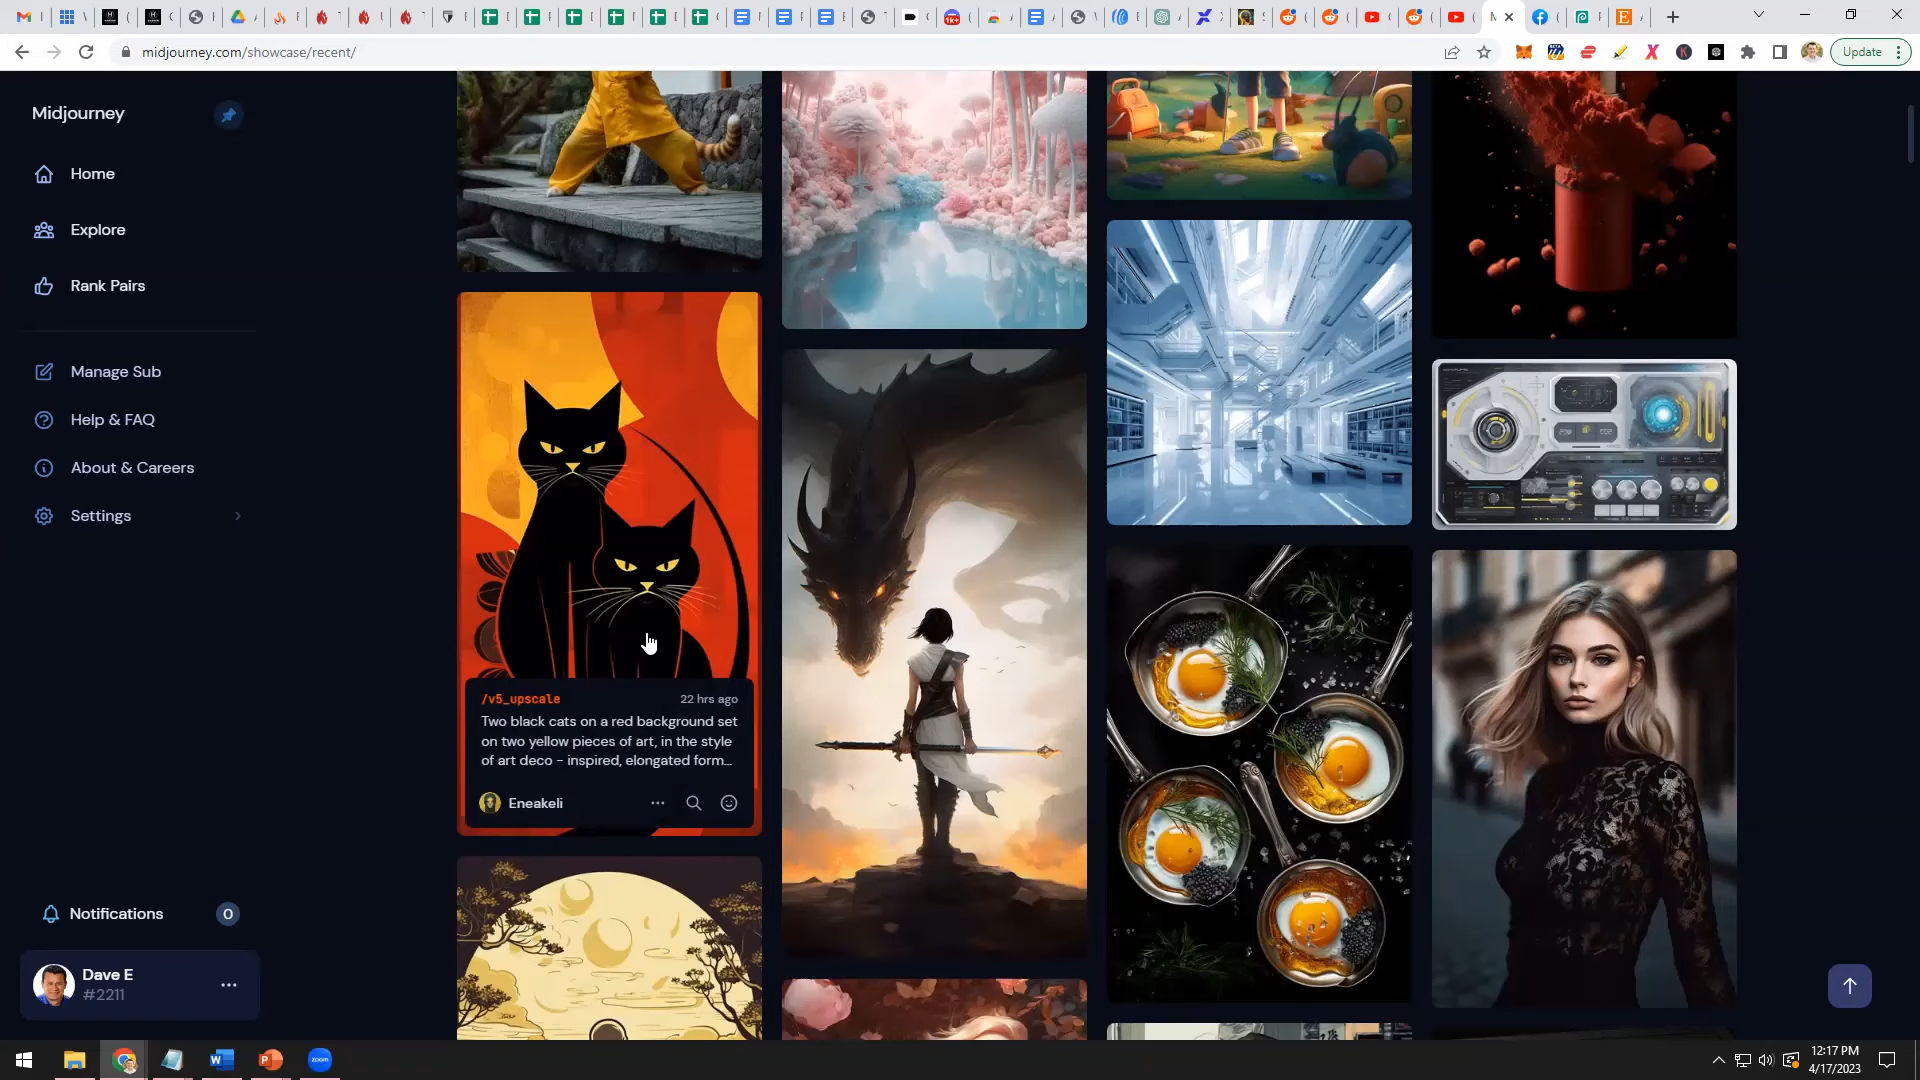 midjourney.com/showcase/recent/
Update
Midjourney
Home
Explore
Rank Pairs
Manage Sub
Help & FAQ
About & Careers
Settings
/v5_upscale
22 hrs ago
Two black cats on a red background set
on two yellow pieces of art, in the style
of art deco - inspired, elongated form...
Eneakeli
Notifications
0
Dave E
#2211
12:17 PM
4/17/2023